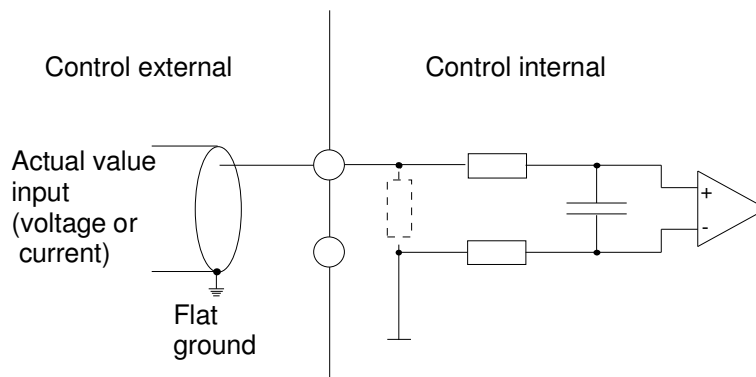 Control external
Control internal
Actual value
input
(voltage or
current)
+
-
Flat
ground